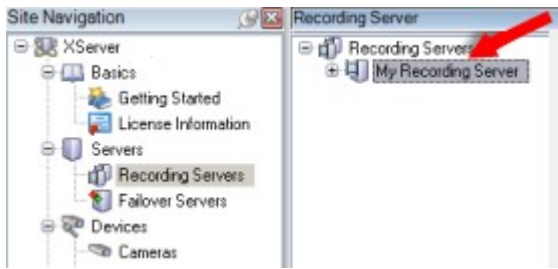 Site Navigation
XServer
Basics
Getting Started
License Information
Servers
Recording Servers
Failover Servers
Devices
Cameras
Recording Server
Recording Servers
My Recording Server